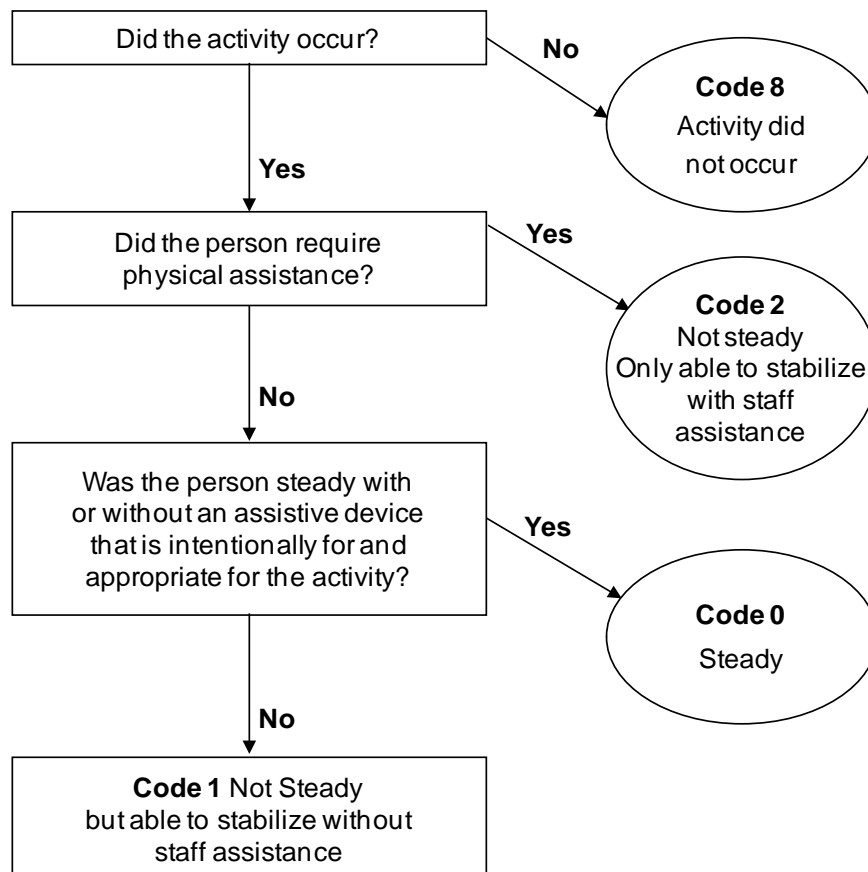 Did the activity occur?
No
Code 8
Activity did
not occur
Yes
Did the person require
physical assistance?
Yes
Code 2
Not steady
Only able to stabilize
with staff
assistance
No
Was the person steady with
or without an assistive device
that is intentionally for and
appropriate for the activity?
Yes
Code 0
Steady
No
Code 1 Not Steady
but able to stabilize without
staff assistance